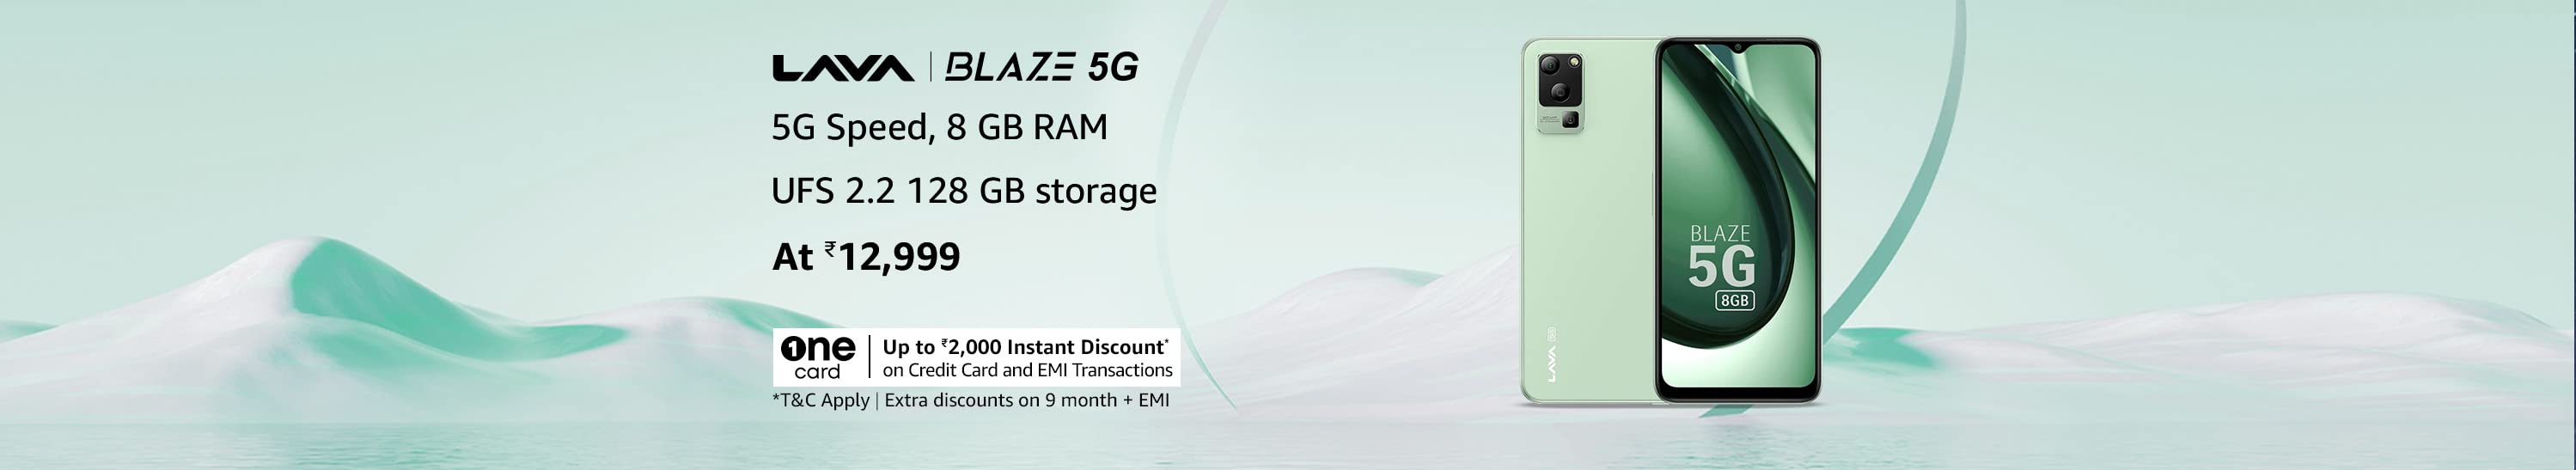 LAVA | BLAZE 5G
5G Speed, 8 GB RAM
UFS 2.2 128 GB storage
At ₹12,999
one card | Up to ₹2,000 Instant Discount*
on Credit Card and EMI Transactions
*T&C Apply | Extra discounts on 9 month + EMI
LAVA 5G
BLAZE
5G
8GB